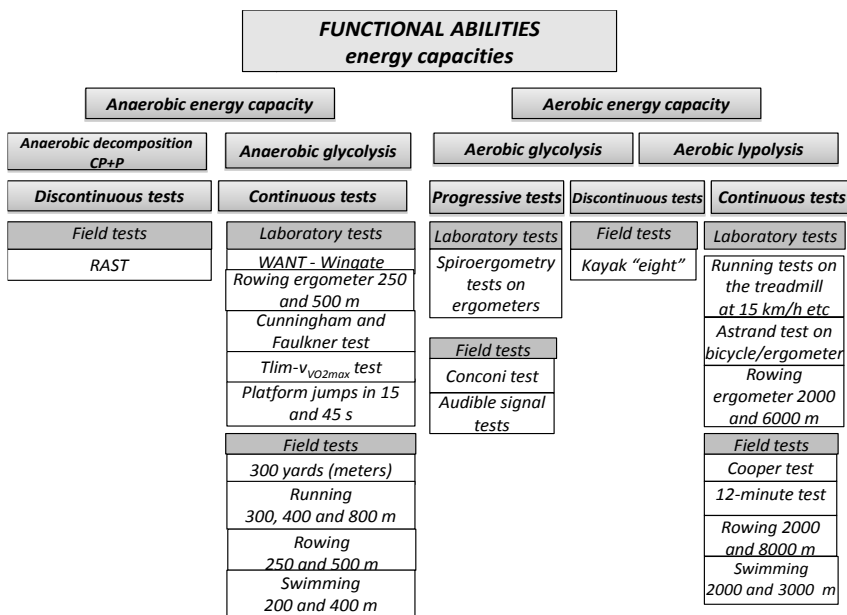 FUNCTIONAL ABILITIES
energy capacities
Anaerobic energy capacity
Aerobic energy capacity
Anaerobic decomposition
CP+P
Anaerobic glycolysis
Aerobic glycolysis
Aerobic lypolysis
Discontinuous tests
Continuous tests
Progressive tests
Discontinuous tests
Continuous tests
Field tests
RAST
Laboratory tests
WANT - Wingate
Rowing ergometer 250
and 500 m
Cunningham and
Faulkner test
Tlim-vVO2max test
Platform jumps in 15
and 45 s
Field tests
300 yards (meters)
Running
300, 400 and 800 m
Rowing
250 and 500 m
Swimming
200 and 400 m
Laboratory tests
Spiroergometry
tests on
ergometers
Field tests
Conconi test
Audible signal
tests
Field tests
Kayak “eight”
Laboratory tests
Running tests on
the treadmill
at 15 km/h etc
Astrand test on
bicycle/ergometer
Rowing
ergometer 2000
and 6000 m
Field tests
Cooper test
12-minute test
Rowing 2000
and 8000 m
Swimming
2000 and 3000 m